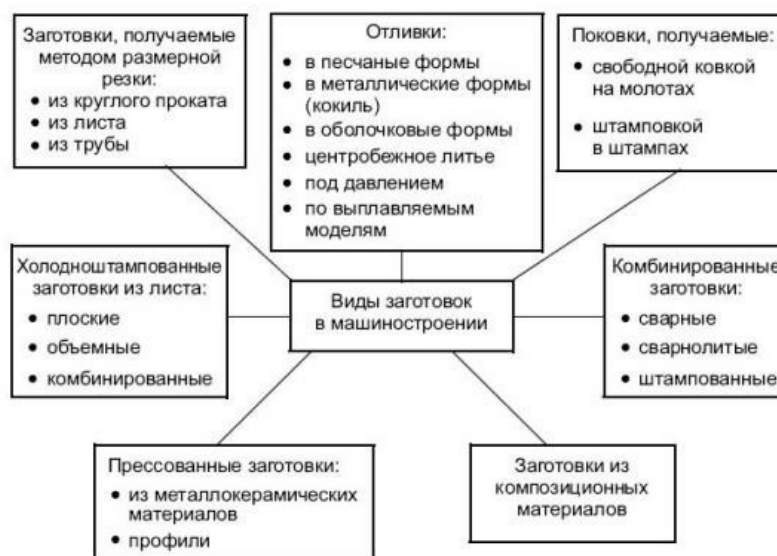 Заготовки, получаемые
методом размерной
резки:
• из круглого проката
• из листа
• из трубы
Отливки:
• в песчаные формы
• в металлические формы
(кокиль)
• в оболочковые формы
• центробежное литье
• под давлением
• по выплавляемым
моделям
Поковки, получаемые:
• свободной ковкой
на молотах
• штамповкой
в штампах
Холодноштампованные
заготовки из листа:
• плоские
• объемные
• комбинированные
Виды заготовок
в машиностроении
Комбинированные
заготовки:
• сварные
• сварнолитые
• штампованные
Прессованные заготовки:
• из металлокерамических
материалов
• профили
Заготовки из
композиционных
материалов